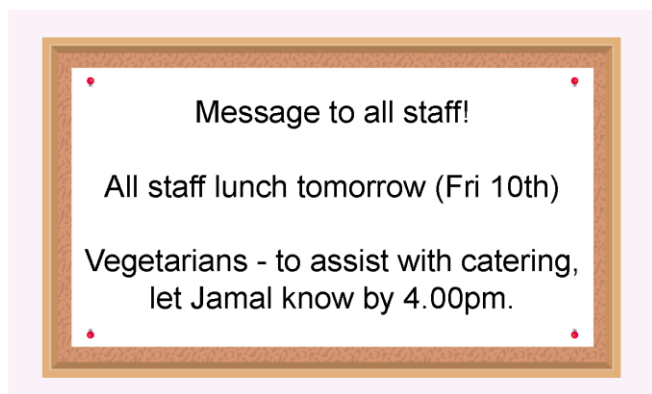 Message to all staff!
All staff lunch tomorrow (Fri 10th)
Vegetarians - to assist with catering,
let Jamal know by 4.00pm.